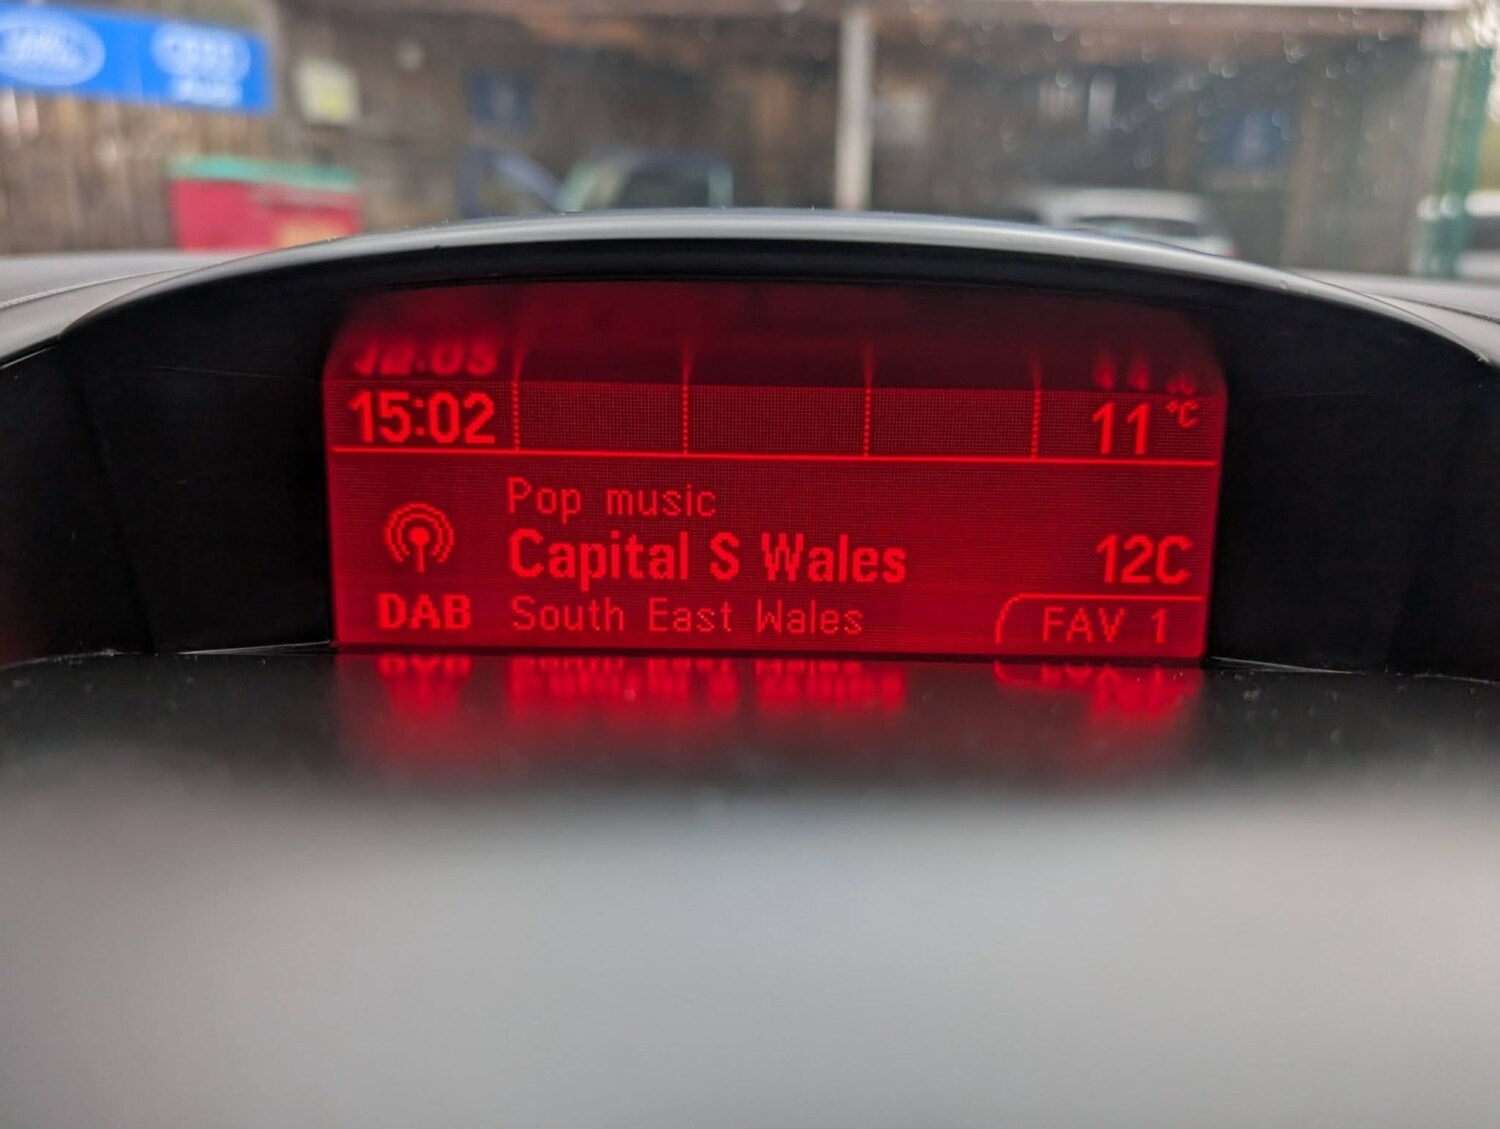 15:02 11 °C
Pop music
Capital S Wales 12C
DAB South East Wales FAV 1